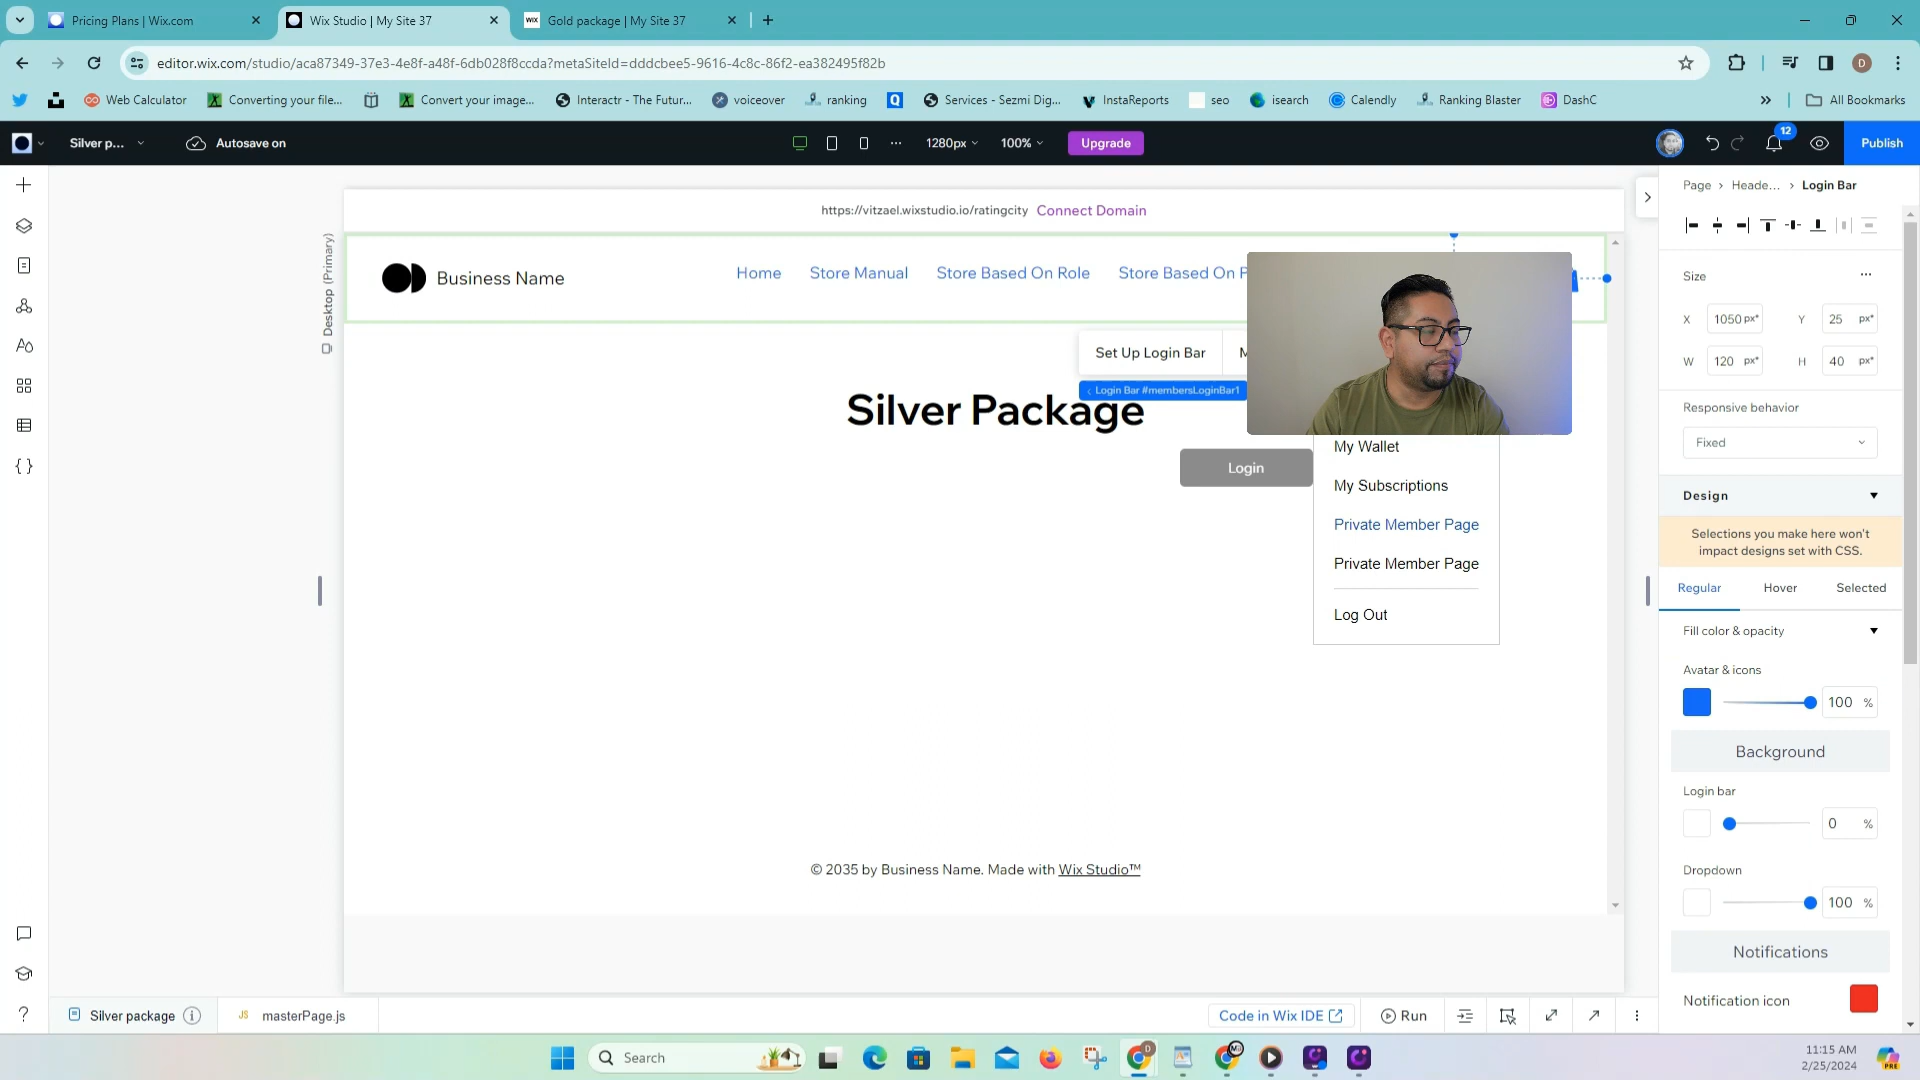 Pricing Plans | Wix.com
Wix Studio | My Site 37
WiX Gold package | My Site 37
editor.wix.com/studio/aca87349-37e3-4e8f-a48f-6db028f8ccda?metaSiteId=dddcbee5-9616-4c8c-86f2-ea382495f82b
D
Web Calculator
Converting your file...
Convert your image...
Interactr - The Futur...
voiceover
ranking
Services - Sezmi Dig...
InstaReports
seo
isearch
Calendly
Ranking Blaster
DashC
All Bookmarks
Silver p...
Autosave on
1280px
100%
Upgrade
12
Publish
Page > Heade... > Login Bar
https://vitzael.wixstudio.io/ratingcity Connect Domain
Desktop (Primary)
Business Name
Home
Store Manual
Store Based On Role
Store Based On P
Set Up Login Bar
M
Login Bar #membersLoginBar1
Silver Package
Login
My Wallet
My Subscriptions
Private Member Page
Private Member Page
Log Out
© 2035 by Business Name. Made with Wix Studio™
Size
X 1050 px* Y 25 px*
W 120 px* H 40 px*
Responsive behavior
Fixed
Design
Selections you make here won't
impact designs set with CSS.
Regular
Hover
Selected
Fill color & opacity
Avatar & icons
100 %
Background
Login bar
0 %
Dropdown
100 %
Notifications
Notification icon
Silver package
JS masterPage.js
Code in Wix IDE
Run
Search
D
PRE
11:15 AM
2/25/2024